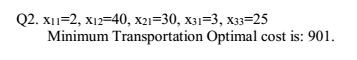 Q2. x₁₁=2, x₁₂=40, x₂₁=30, x₃₁=3, x₃₃=25
Minimum Transportation Optimal cost is: 901.